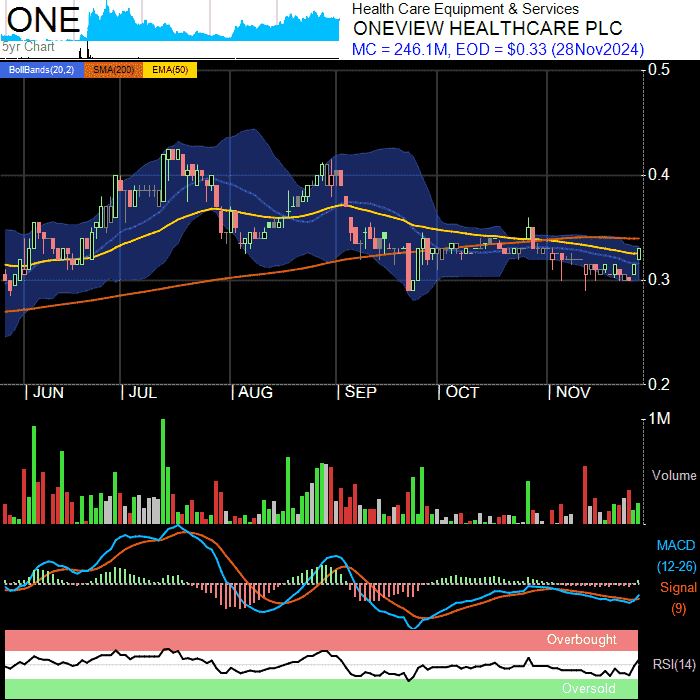 ONE
5yr Chart
Health Care Equipment & Services
ONEVIEW HEALTHCARE PLC
MC = 246.1M, EOD = $0.33 (28Nov2024)
BollBands(20,2) SMA(200) EMA(50)
0.5
0.4
0.3
0.2
JUN JUL AUG SEP OCT NOV
1M
Volume
MACD
(12-26)
Signal
(9)
Overbought
RSI(14)
Oversold